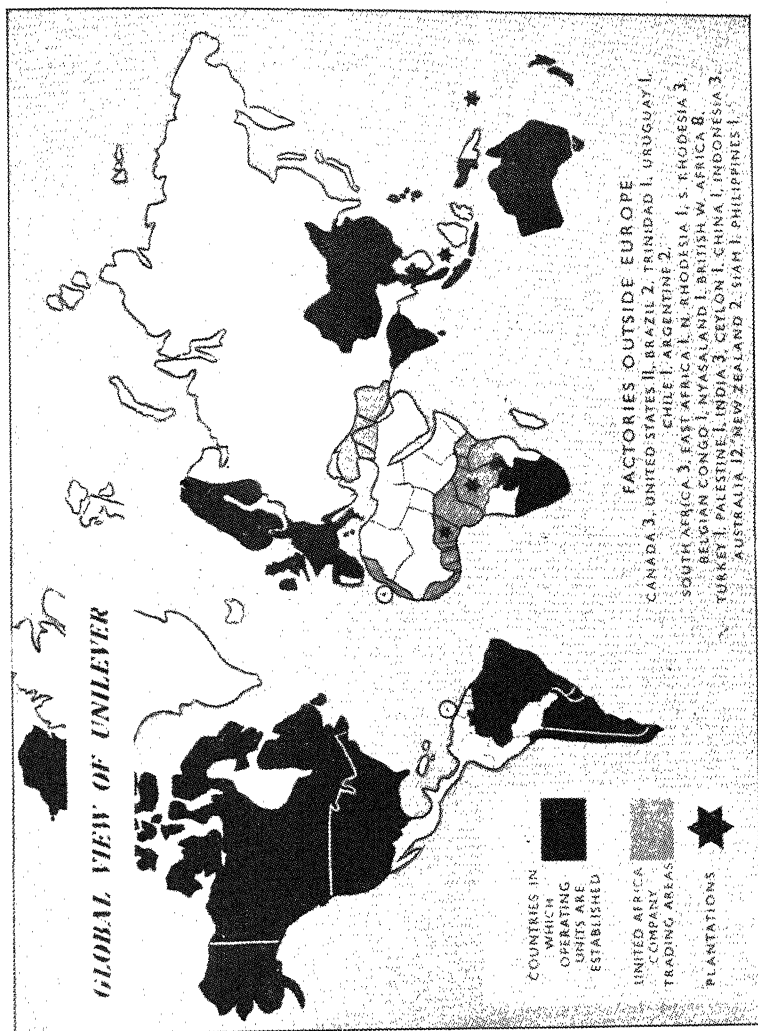 GLOBAL VIEW OF UNILEVER
COUNTRIES IN
WHICH
OPERATING
UNITS ARE
ESTABLISHED
UNITED AFRICA
COMPANY
TRADING AREAS
PLANTATIONS
FACTORIES OUTSIDE EUROPE
CANADA 3, UNITED STATES 11, BRAZIL 2, TRINIDAD 1, URUGUAY 1,
CHILE 1, ARGENTINE 2,
SOUTH AFRICA 3, EAST AFRICA 1, N. RHODESIA 1, S. RHODESIA 3,
BELGIAN CONGO 1, NYASALAND 1, BRITISH W. AFRICA 8,
TURKEY 1, PALESTINE 1, INDIA 3, CEYLON 1, CHINA 1, INDONESIA 3,
AUSTRALIA 12, NEW ZEALAND 2, SIAM 1, PHILIPPINES 1.